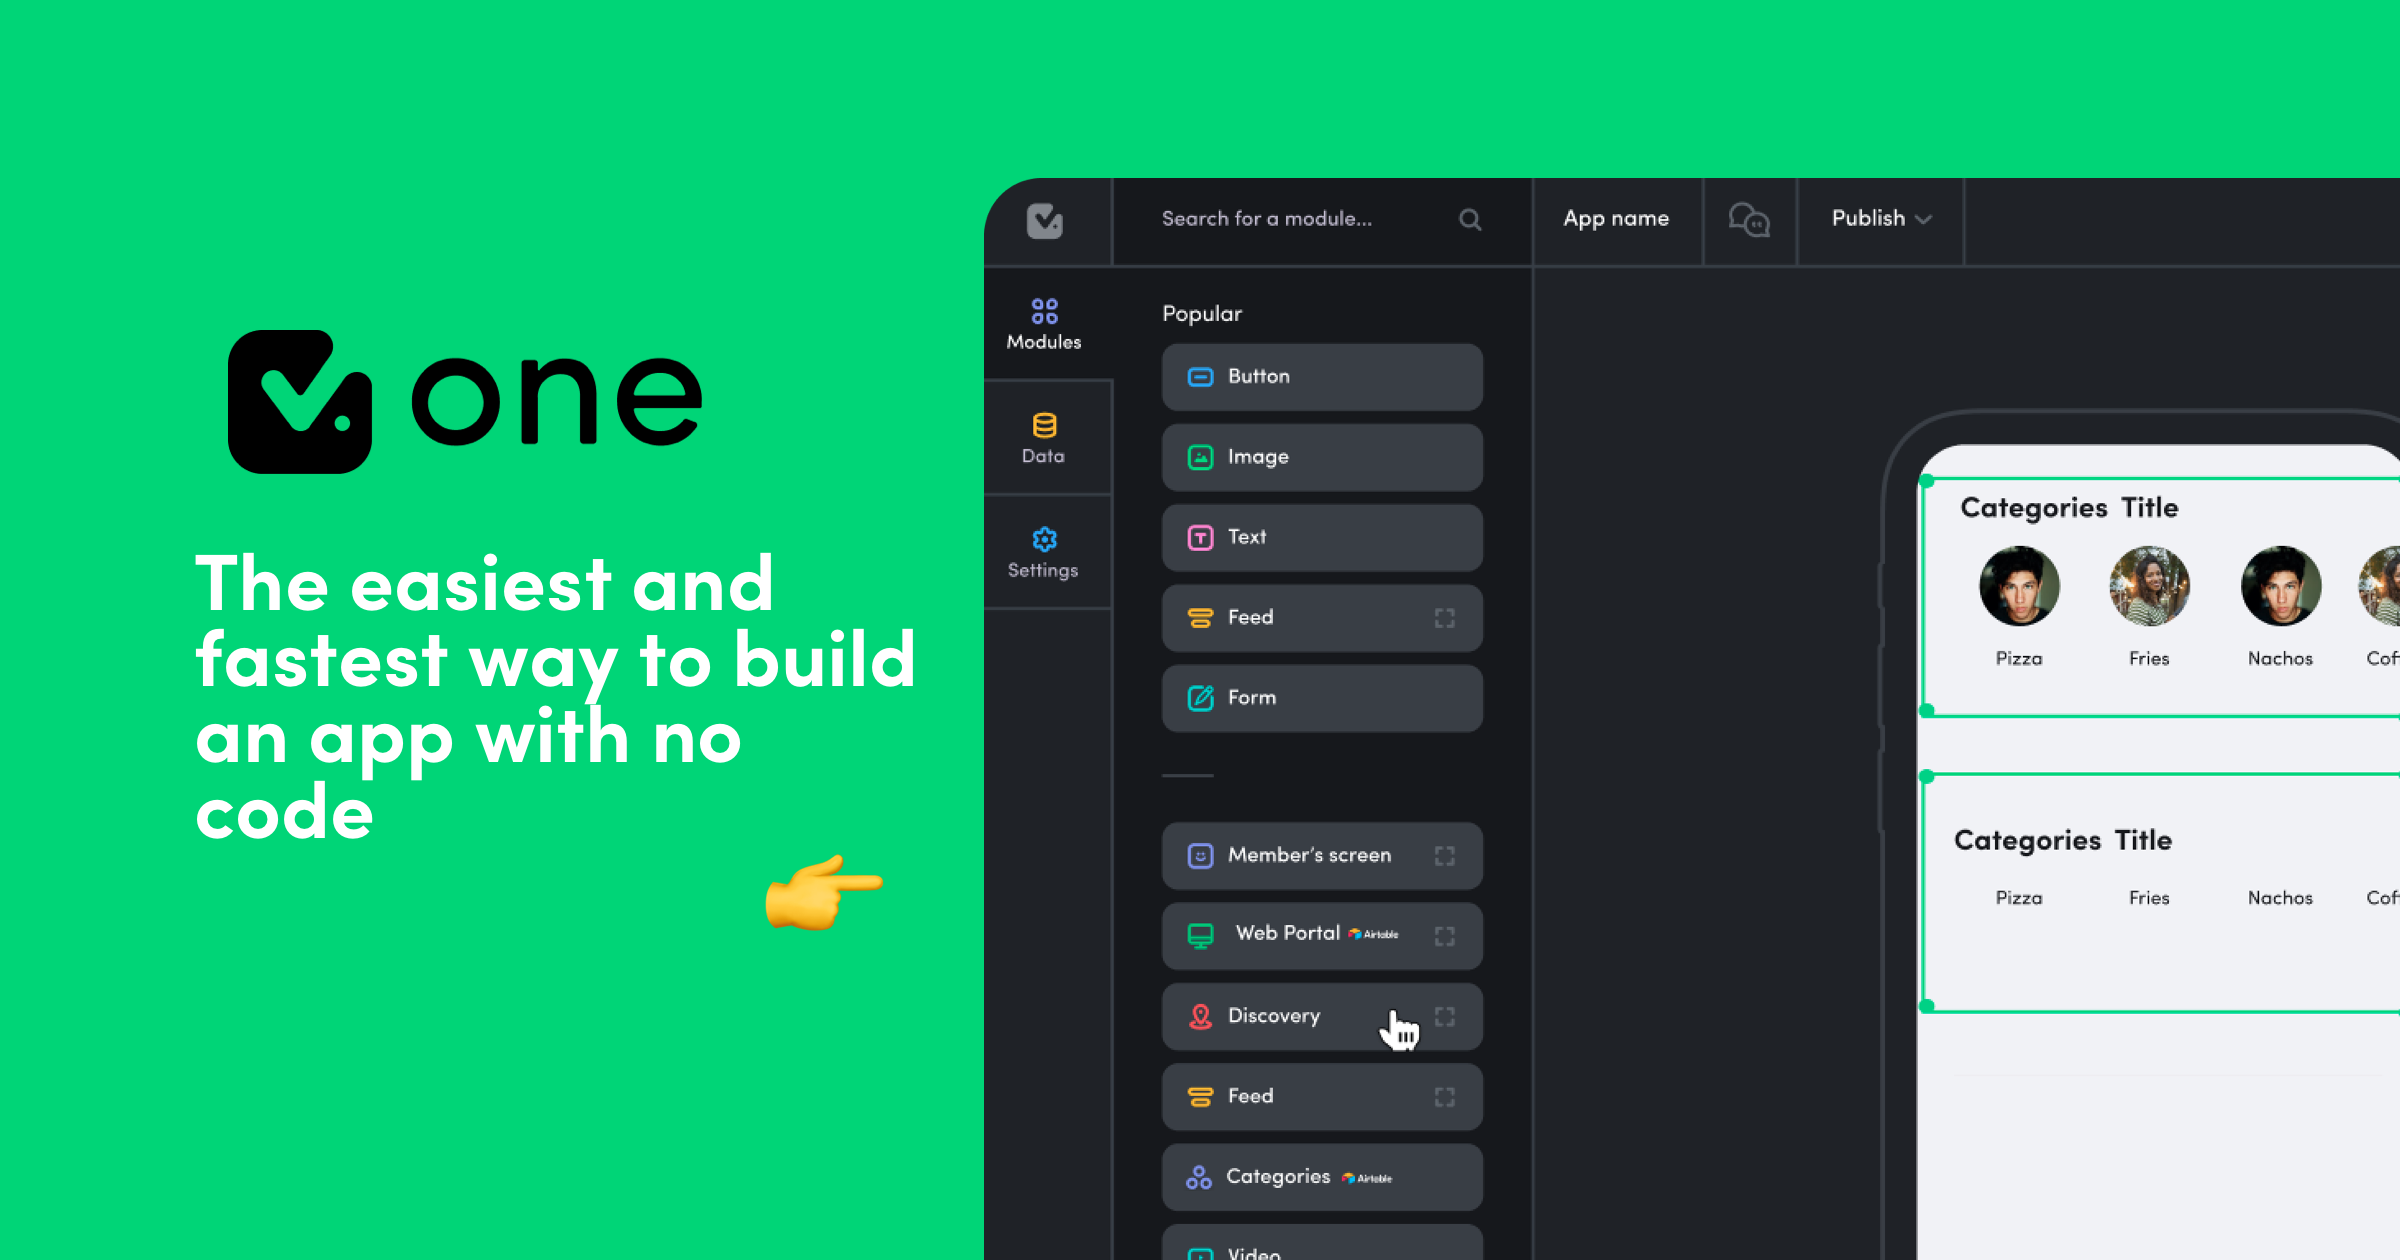 one
The easiest and
fastest way to build
an app with no
code
Search for a module...
App name
Publish
Modules
Data
Settings
Popular
Button
Image
Text
Feed
Form
Member's screen
Web Portal Airtable
Discovery
Feed
Categories Airtable
Video
Categories Title
Pizza Fries Nachos
Categories Title
Pizza Fries Nachos